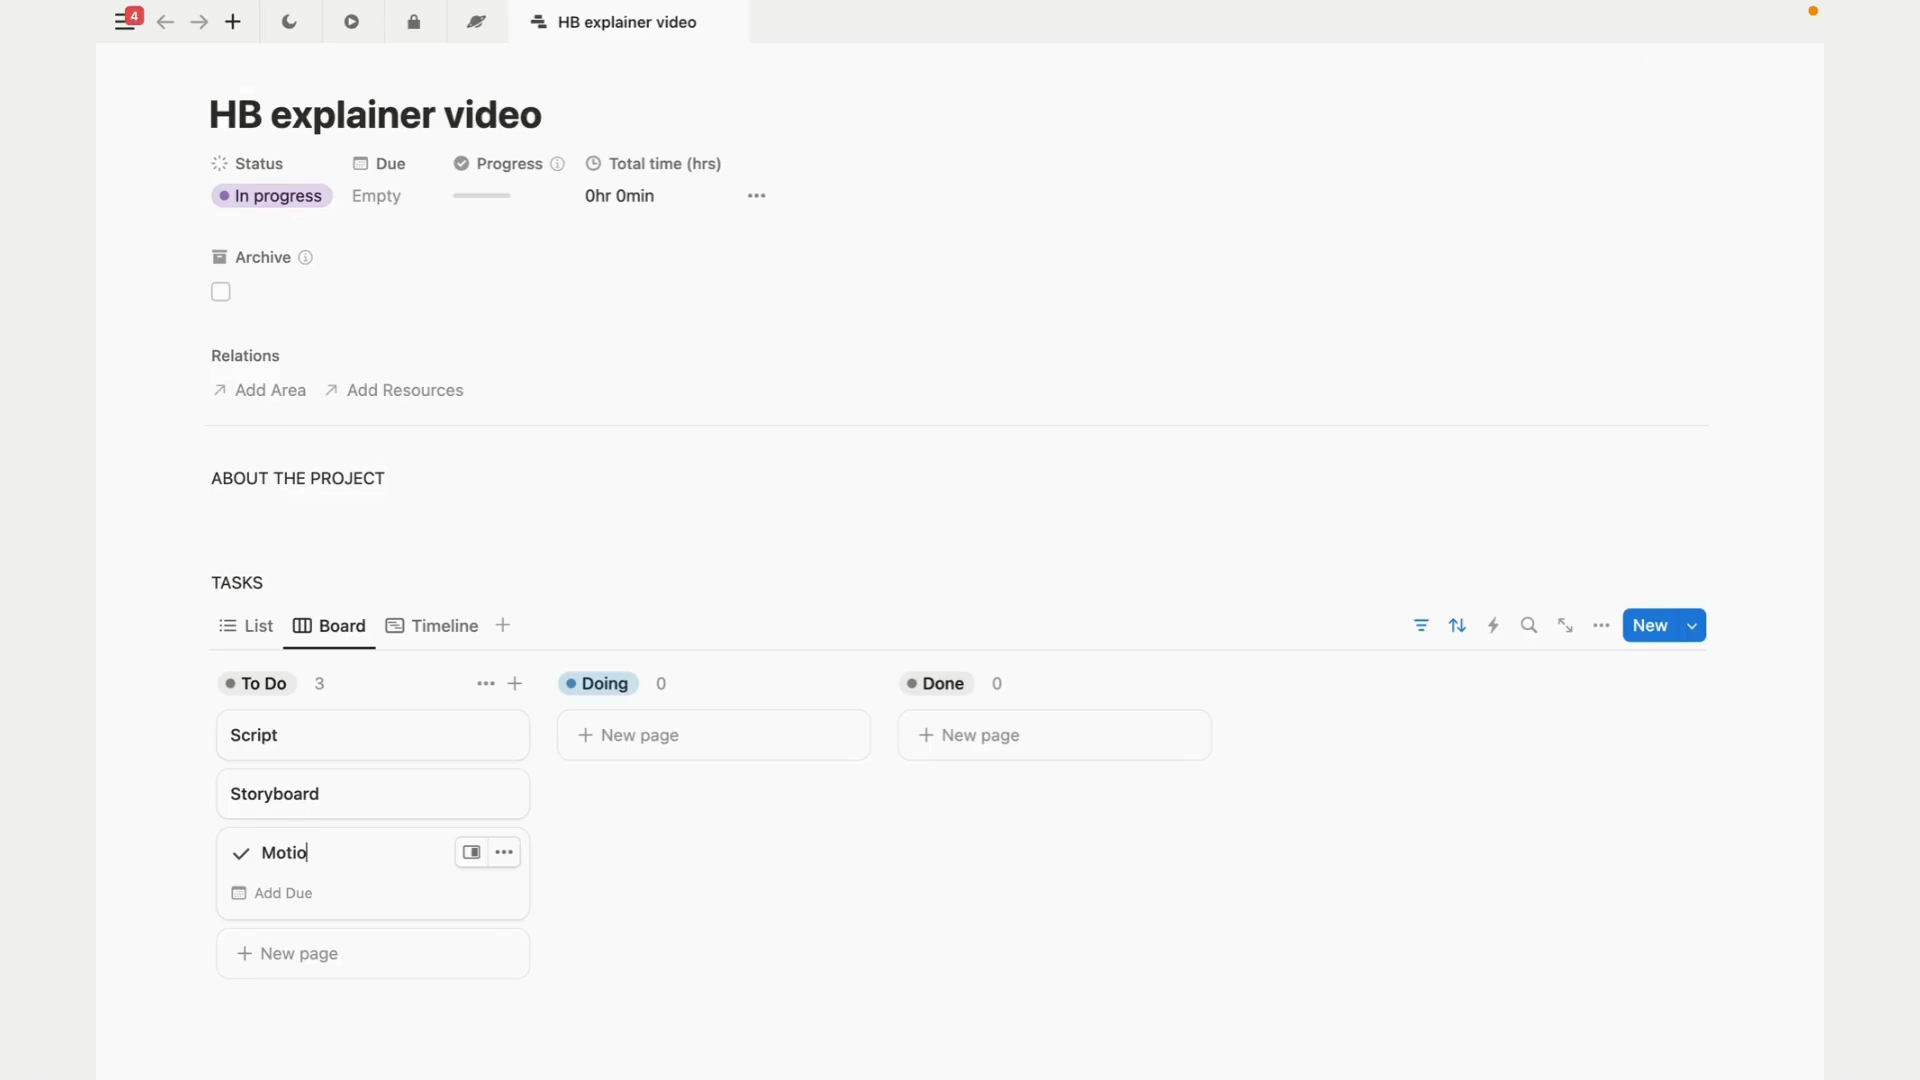 4
HB explainer video
HB explainer video
Status Due Progress Total time (hrs)
In progress Empty 0hr 0min
Archive
Relations
Add Area Add Resources
ABOUT THE PROJECT
TASKS
List Board Timeline New
To Do 3 Doing 0 Done 0
Script New page New page
Storyboard
Motio
Add Due
New page